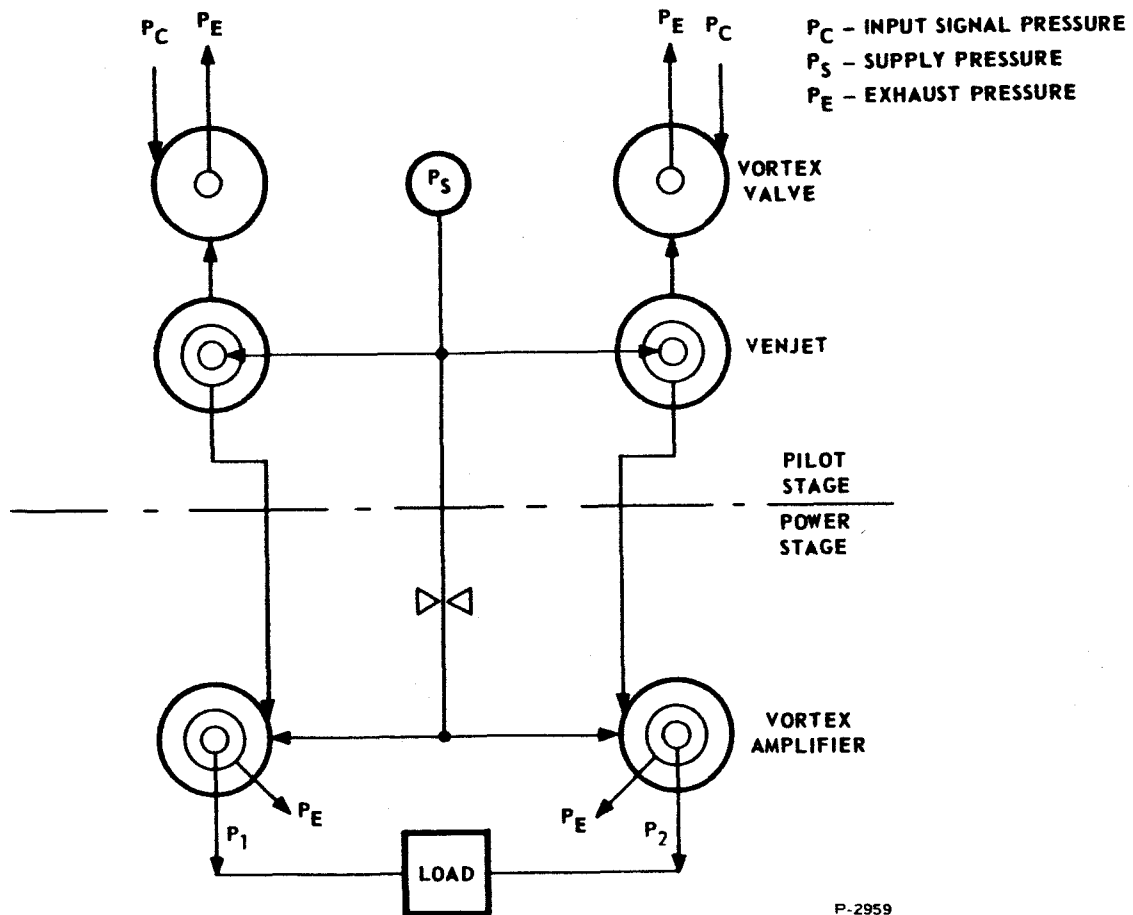 P_C
P_E
P_E
P_C
P_C – INPUT SIGNAL PRESSURE
P_S – SUPPLY PRESSURE
P_E – EXHAUST PRESSURE
P_S
VORTEX
VALVE
VENJET
PILOT
STAGE
POWER
STAGE
VORTEX
AMPLIFIER
P_E
P_E
P_1
P_2
LOAD
P-2959